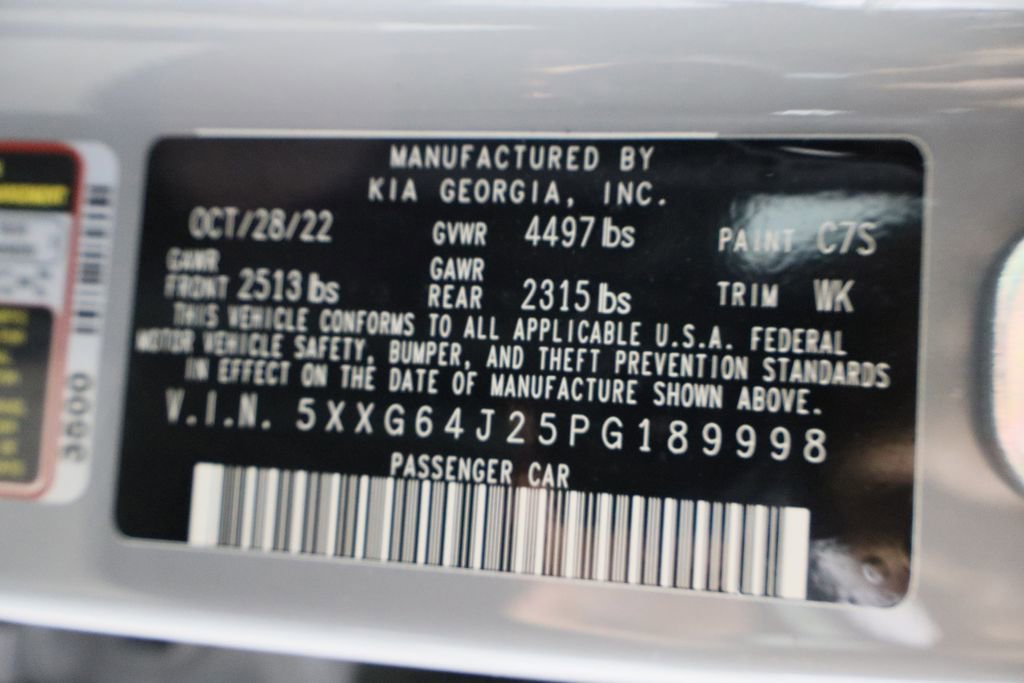 MANUFACTURED BY
KIA GEORGIA, INC.
OCT/28/22 GVWR 4497 lbs PAINT C7S
GAWR FRONT 2513 lbs GAWR REAR 2315 lbs TRIM WK
THIS VEHICLE CONFORMS TO ALL APPLICABLE U.S.A. FEDERAL
MOTOR VEHICLE SAFETY, BUMPER, AND THEFT PREVENTION STANDARDS
IN EFFECT ON THE DATE OF MANUFACTURE SHOWN ABOVE.
V.I.N. 5XXG64J25PG189998
PASSENGER CAR